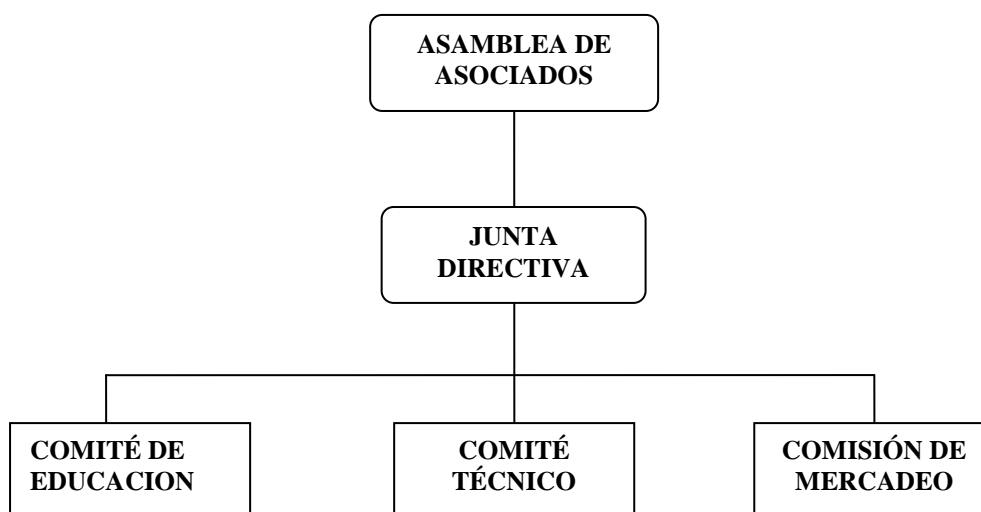 ASAMBLEA DE
ASOCIADOS
JUNTA
DIRECTIVA
COMITÉ DE
EDUCACION
COMITÉ
TÉCNICO
COMISIÓN DE
MERCADEO